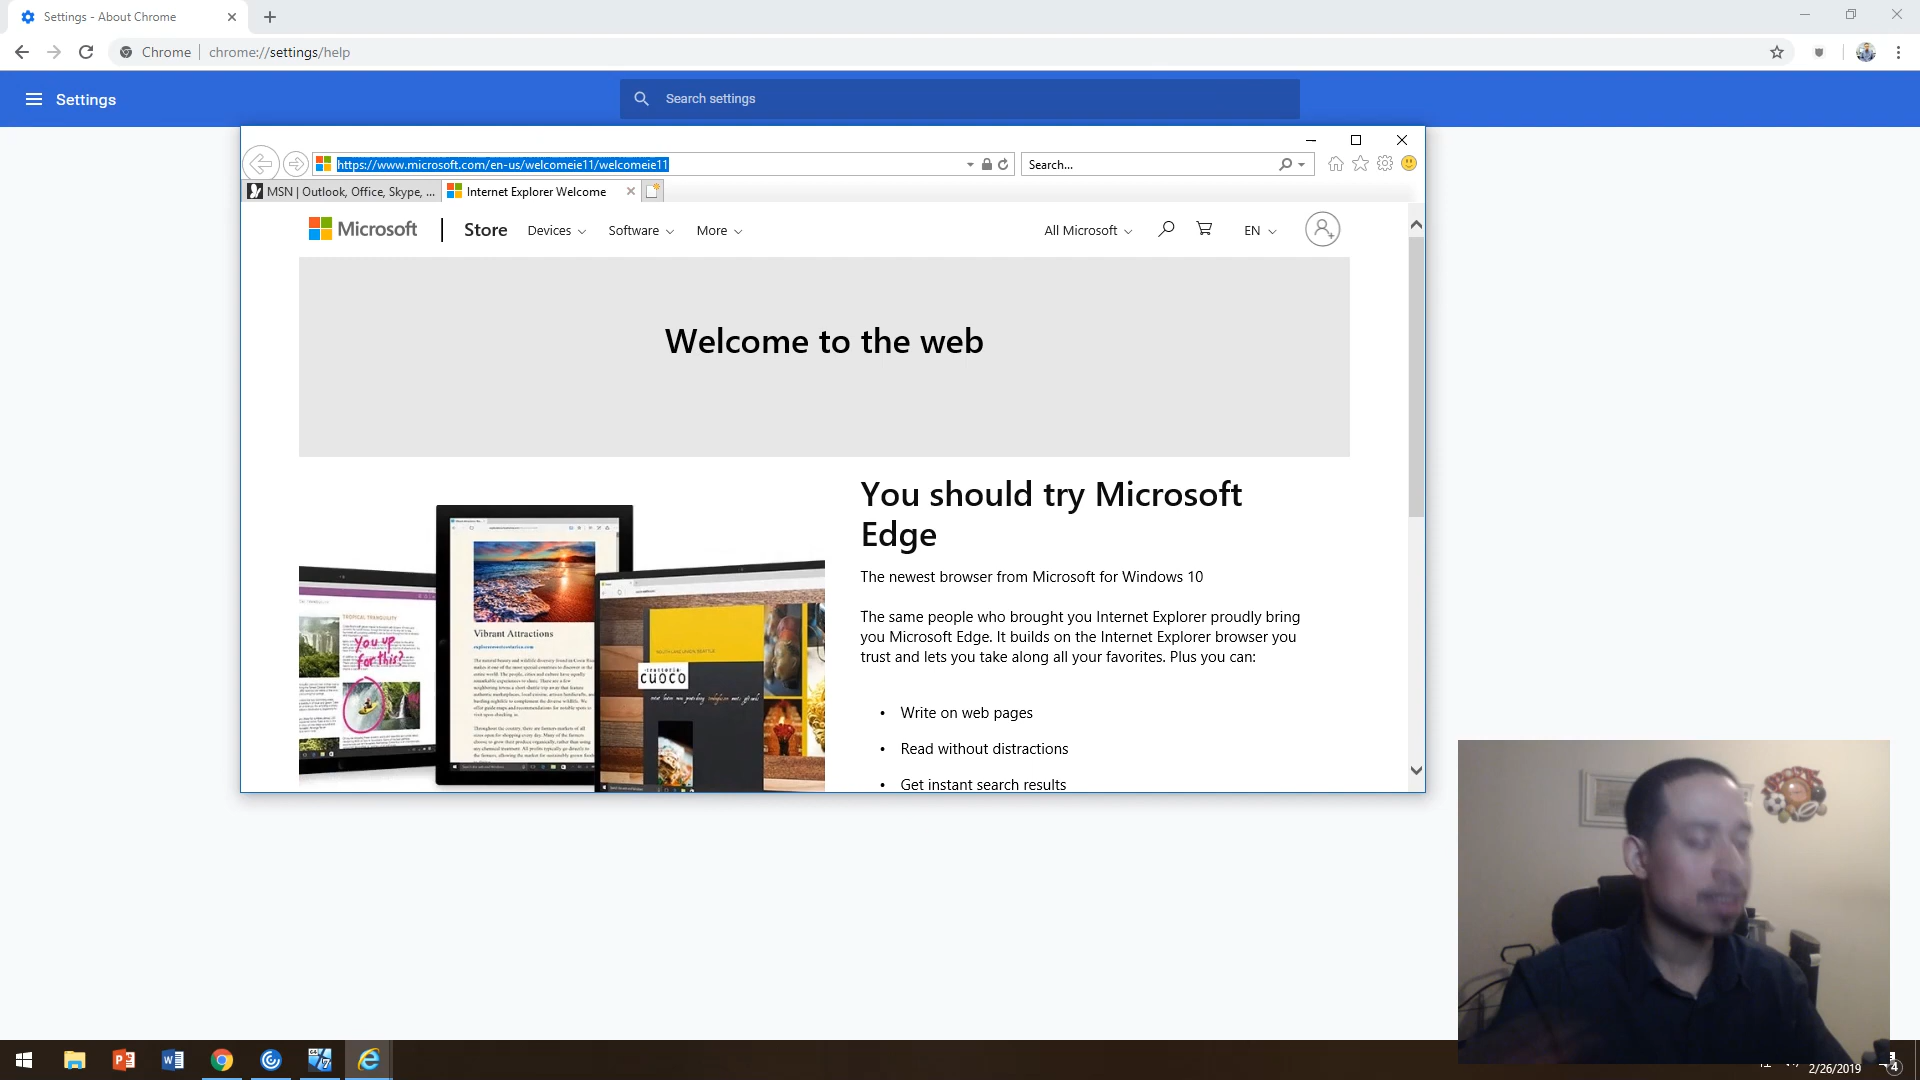 Settings - About Chrome
Chrome
chrome://settings/help
Settings
Search settings
https://www.microsoft.com/en-us/welcomeie11/welcomeie11
Search...
MSN | Outlook, Office, Skype, ...
Internet Explorer Welcome
Microsoft
Store
Devices
Software
More
All Microsoft
EN
Welcome to the web
You should try Microsoft
Edge
The newest browser from Microsoft for Windows 10
The same people who brought you Internet Explorer proudly bring
you Microsoft Edge. It builds on the Internet Explorer browser you
trust and lets you take along all your favorites. Plus you can:
• Write on web pages
• Read without distractions
• Get instant search results
TROPICAL TRANQUILITY
you up
for this?
Vibrant Attractions
trattoria
CUOCO
2/26/2019
4